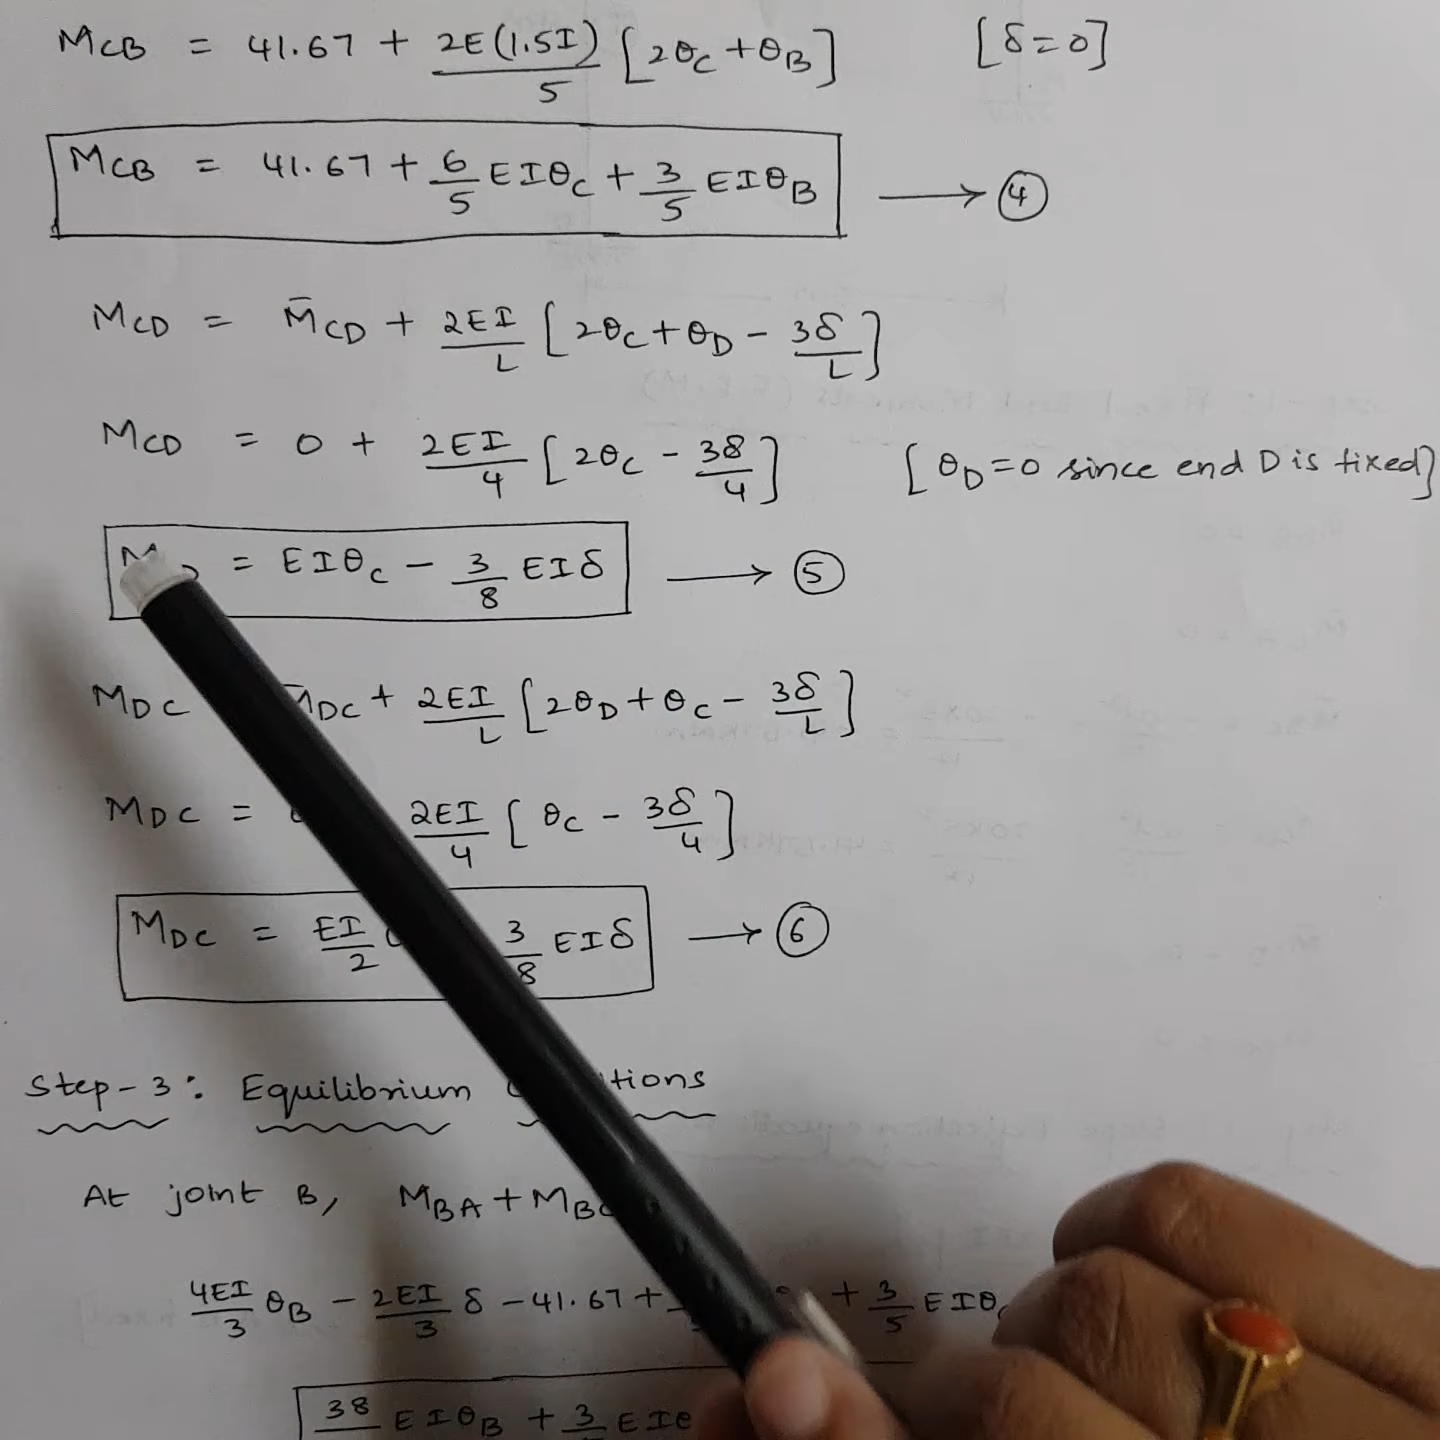 MCB = 41.67 + 2E(1.5I)/5 [2θC + θB] [δ=0]
MCB = 41.67 + 6/5 EIθC + 3/5 EIθB → ④
MCD = M̄CD + 2EI/L [2θC + θD - 3δ/L]
MCD = 0 + 2EI/4 [2θC - 3δ/4] [θD=0 since end D is fixed]
= EIθC - 3/8 EIδ → ⑤
MDC M̄DC + 2EI/L [2θD + θC - 3δ/L]
MDC = 2EI/4 [θC - 3δ/4]
MDC = EI/2 3/8 EIδ → ⑥
Step-3: Equilibrium
At joint B, MBA + MB
4EI/3 θB - 2EI/3 δ - 41.67 + + 3/5 EIθ
38 EIθB + 3 EIθ